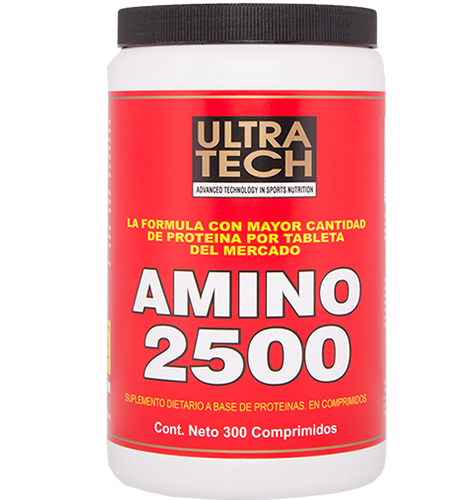 ULTRA
TECH
ADVANCED TECHNOLOGY IN SPORTS NUTRITION
LA FORMULA CON MAYOR CANTIDAD
DE PROTEINA POR TABLETA
DEL MERCADO
AMINO
2500
SUPLEMENTO DIETARIO A BASE DE PROTEINAS. EN COMPRIMIDOS
Cont. Neto 300 Comprimidos